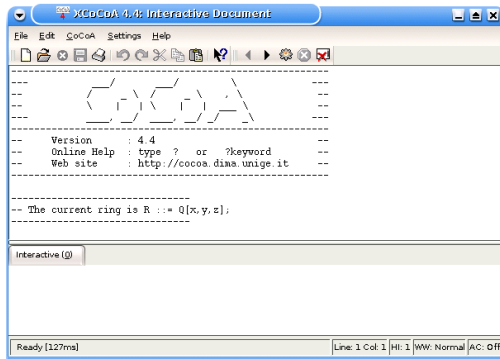 XCoCoA 4.4: Interactive Document
File Edit CoCoA Settings Help
-- Version : 4.4 --
-- Online Help : type ? or ?keyword --
-- Web site : http://cocoa.dima.unige.it --
-- The current ring is R ::= Q[x,y,z];
Interactive (0)
Ready [127ms] Line: 1 Col: 1 HI: 1 WW: Normal AC: Off